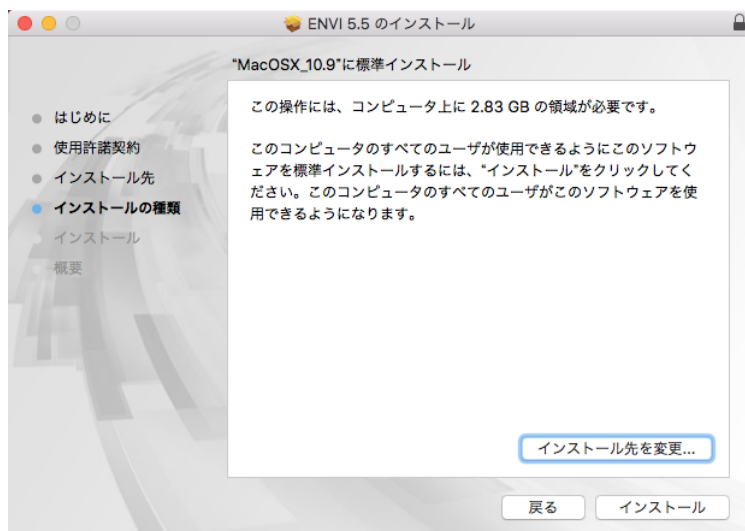 ENVI 5.5 のインストール
"MacOSX_10.9"に標準インストール
はじめに
使用許諾契約
インストール先
インストールの種類
インストール
概要
この操作には、コンピュータ上に 2.83 GB の領域が必要です。
このコンピュータのすべてのユーザが使用できるようにこのソフトウ
ェアを標準インストールするには、"インストール"をクリックしてく
ださい。このコンピュータのすべてのユーザがこのソフトウェアを使
用できるようになります。
インストール先を変更...
戻る
インストール